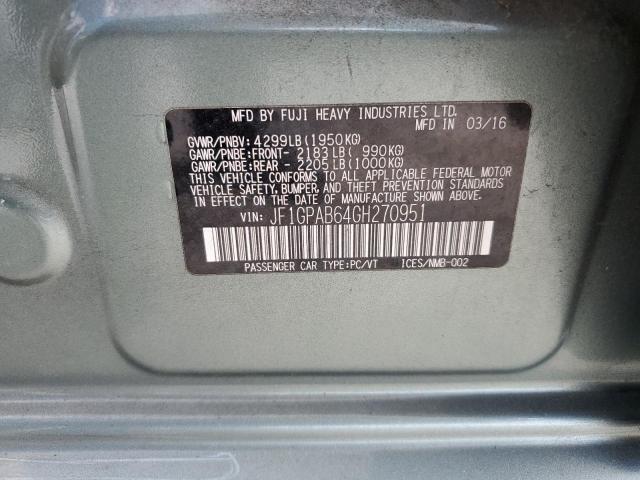 MFD BY FUJI HEAVY INDUSTRIES LTD.
MFD IN 03/16
GVWR/PNBV: 4299LB(1950KG)
GAWR/PNBE:FRONT- 2183LB( 990KG)
GAWR/PNBE:REAR - 2205LB(1000KG)
THIS VEHICLE CONFORMS TO ALL APPLICABLE FEDERAL MOTOR
VEHICLE SAFETY, BUMPER, AND THEFT PREVENTION STANDARDS
IN EFFECT ON THE DATE OF MANUFACTURE SHOWN ABOVE.
VIN: JF1GPAB64GH270951
PASSENGER CAR TYPE:PC/VT ICES/NMB-002